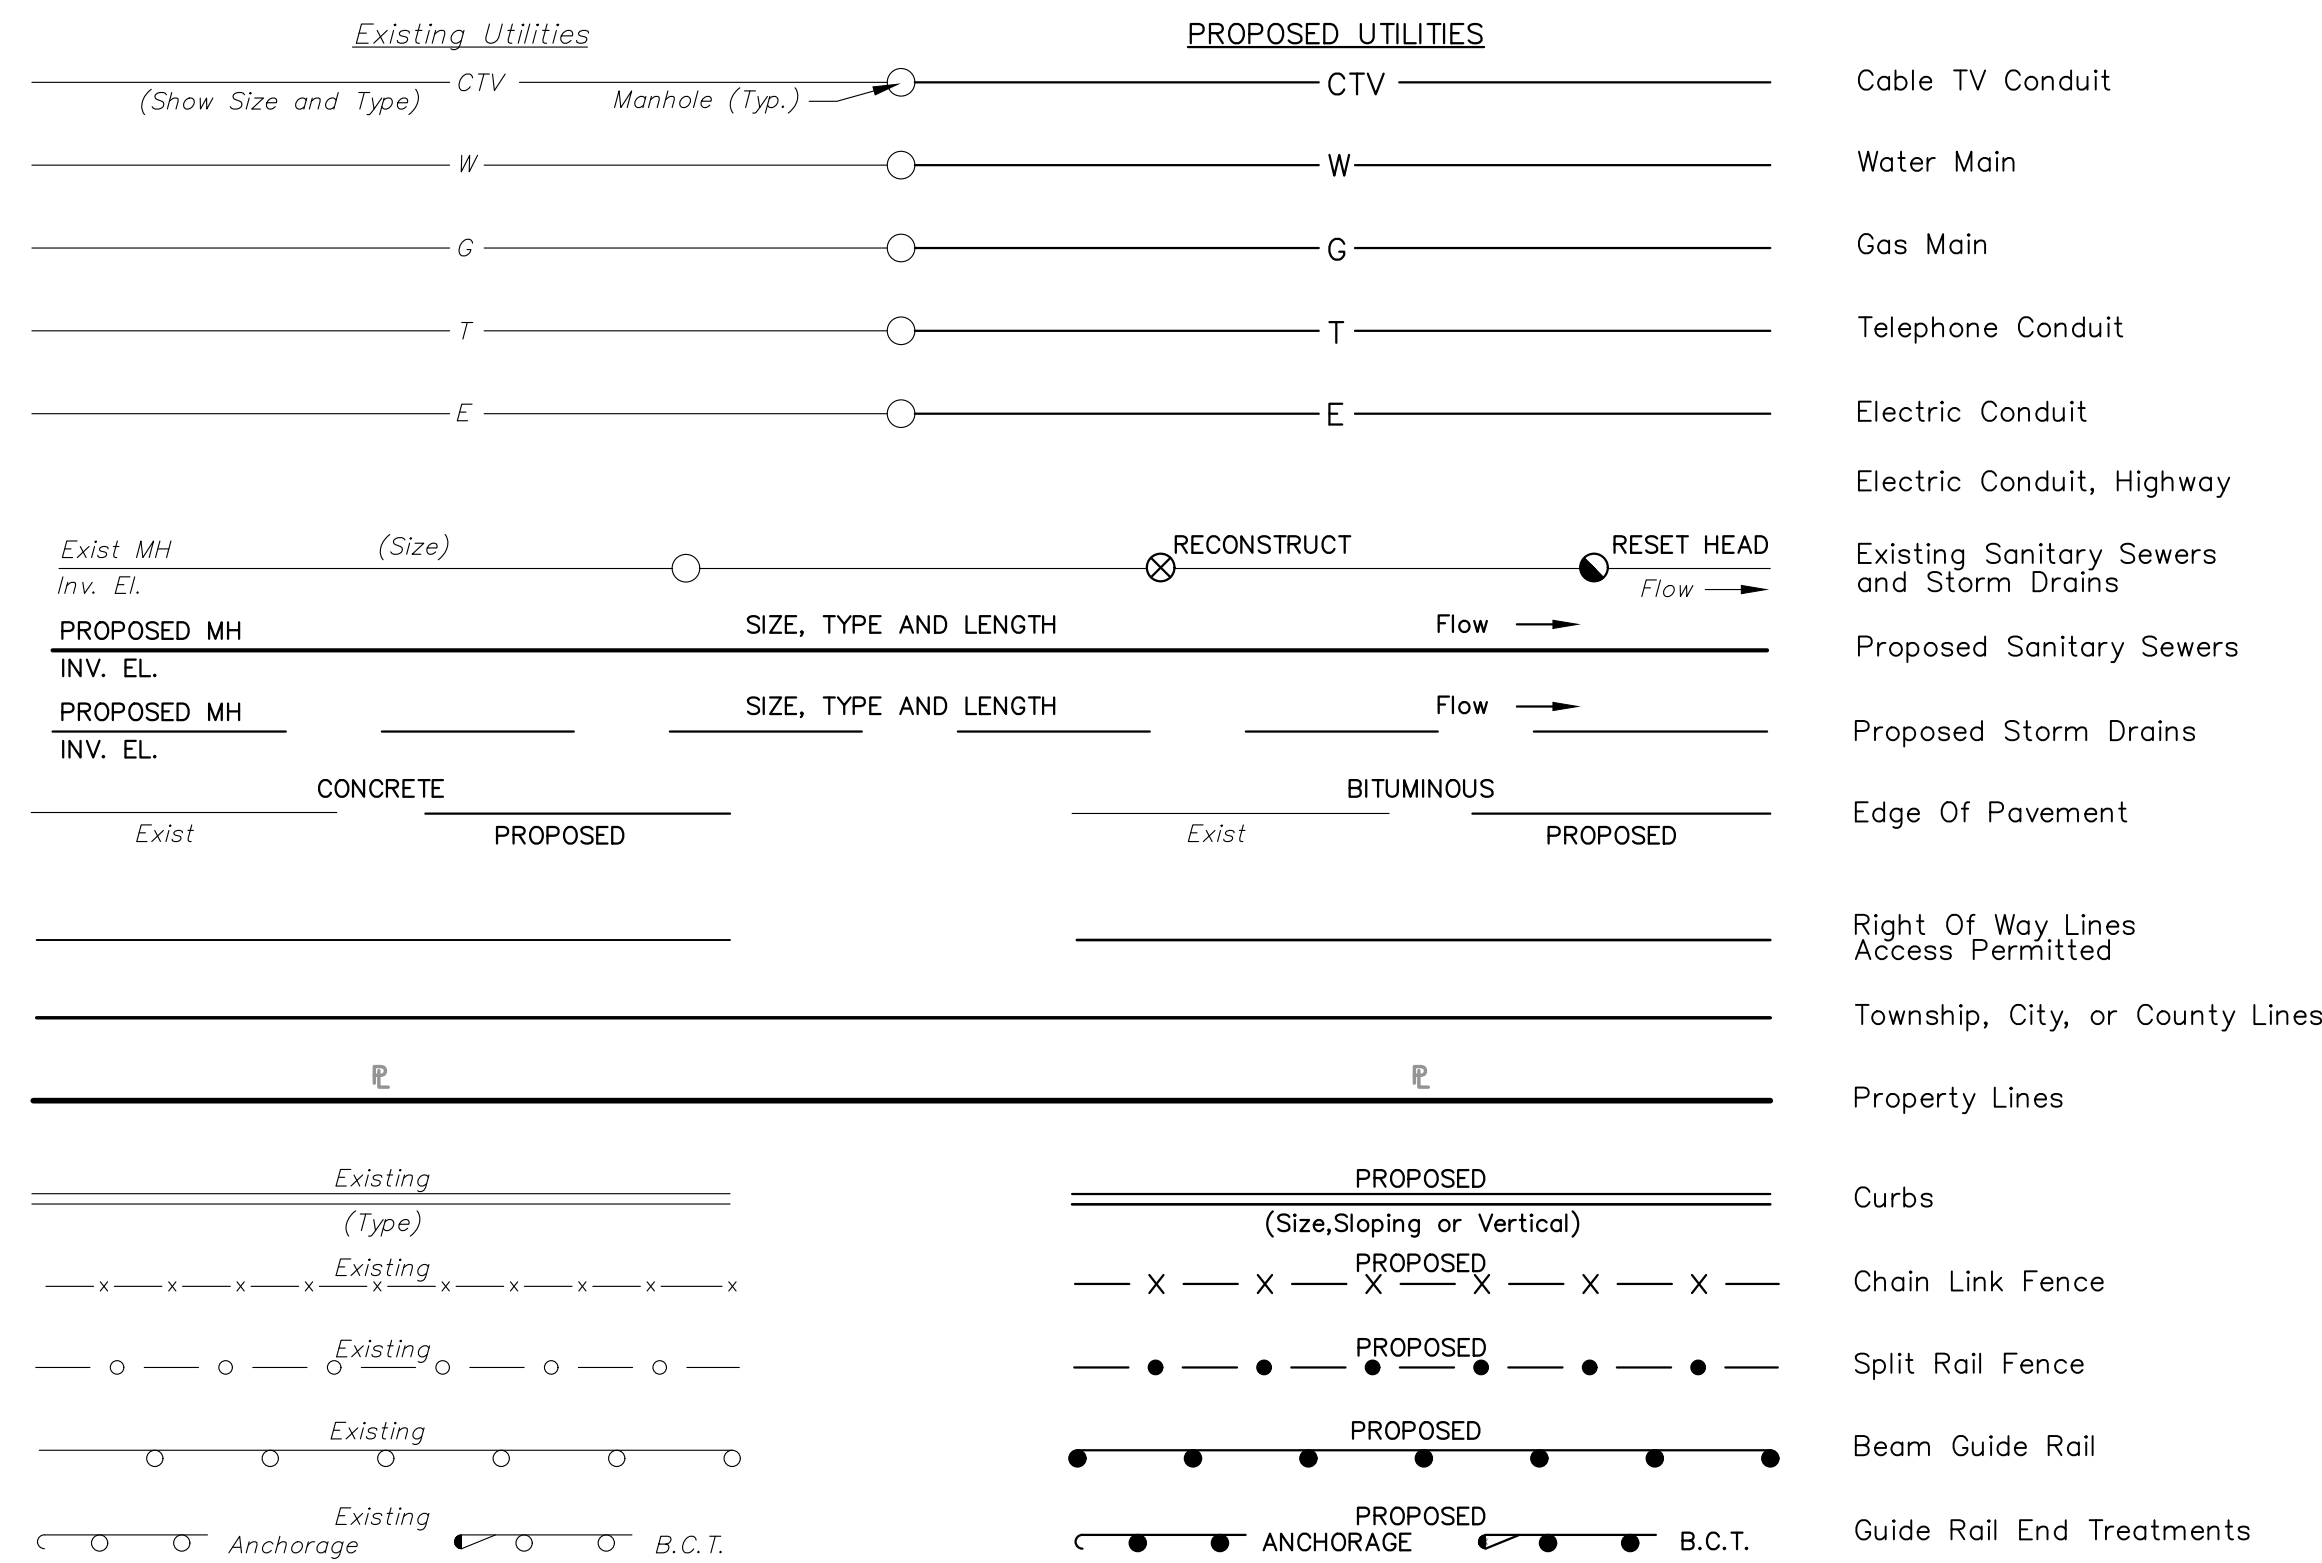 Existing Utilities
PROPOSED UTILITIES
CTV
CTV
Cable TV Conduit
(Show Size and Type)
Manhole (Typ.)
W
W
Water Main
G
G
Gas Main
T
T
Telephone Conduit
E
E
Electric Conduit
Electric Conduit, Highway
Exist MH
(Size)
RECONSTRUCT
RESET HEAD
Existing Sanitary Sewers
and Storm Drains
Inv. El.
Flow
PROPOSED MH
SIZE, TYPE AND LENGTH
Flow
Proposed Sanitary Sewers
INV. EL.
PROPOSED MH
SIZE, TYPE AND LENGTH
Flow
Proposed Storm Drains
INV. EL.
CONCRETE
BITUMINOUS
Edge Of Pavement
Exist
PROPOSED
Exist
PROPOSED
Right Of Way Lines
Access Permitted
Township, City, or County Lines
PL
PL
Property Lines
Existing
PROPOSED
Curbs
(Type)
(Size,Sloping or Vertical)
Existing
PROPOSED
x x x x x x x x x x
X X X X X X
Chain Link Fence
Existing
PROPOSED
Split Rail Fence
Existing
PROPOSED
Beam Guide Rail
Existing
PROPOSED
Guide Rail End Treatments
Anchorage
B.C.T.
ANCHORAGE
B.C.T.